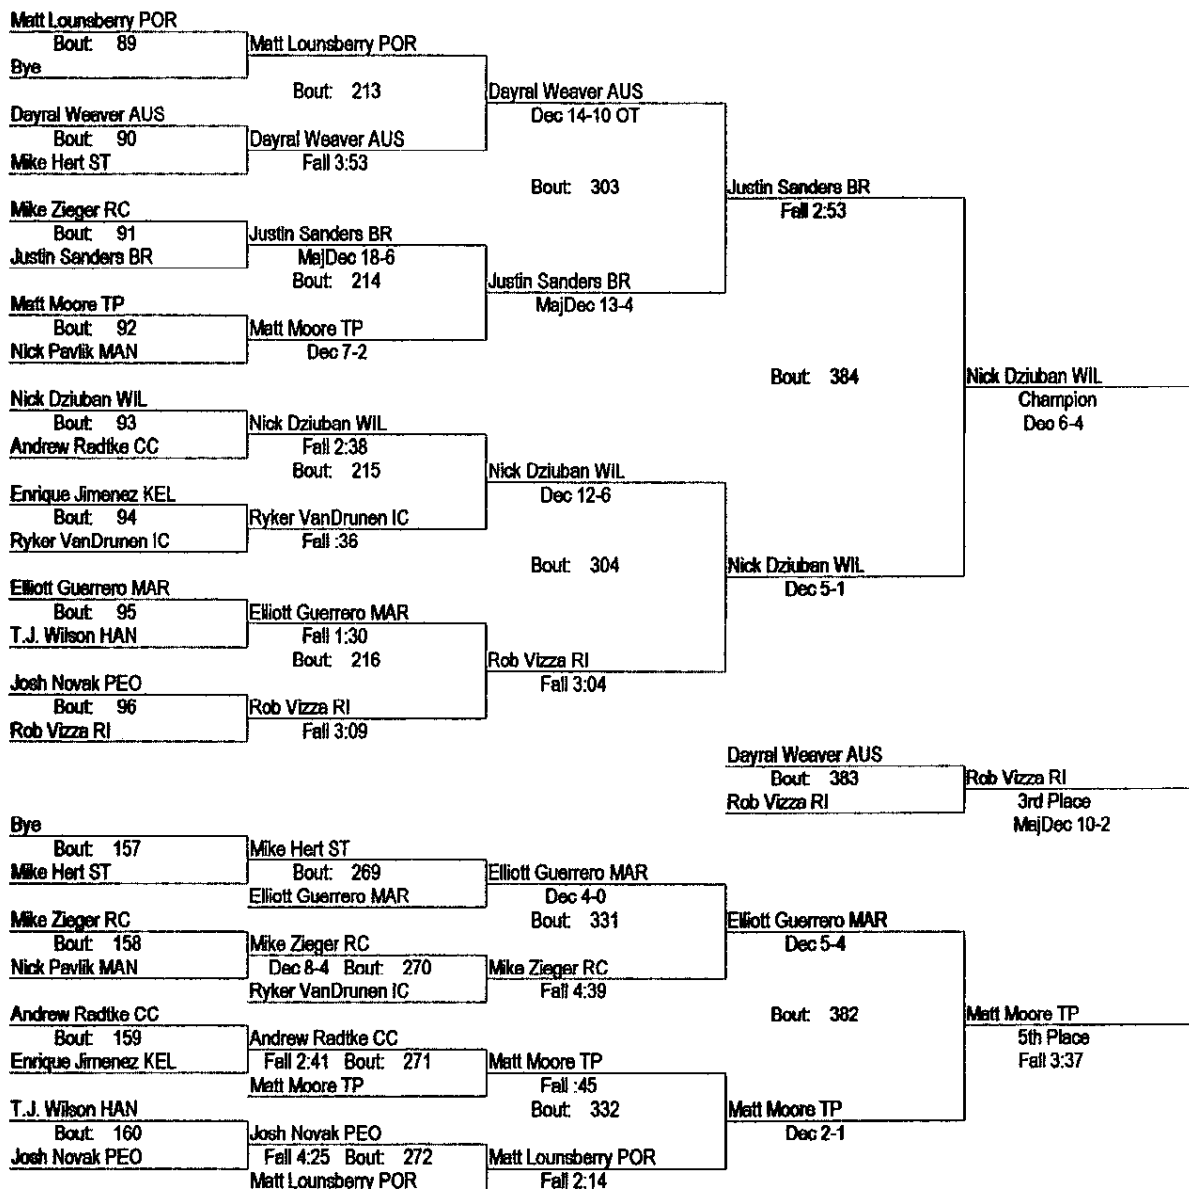 Matt Lounsberry POR
Bout: 89
Matt Lounsberry POR
Bye
Bout: 213
Dayral Weaver AUS
Dayral Weaver AUS
Dec 14-10 OT
Bout: 90
Dayral Weaver AUS
Mike Hert ST
Fall 3:53
Bout: 303
Justin Sanders BR
Mike Zieger RC
Fall 2:53
Bout: 91
Justin Sanders BR
Justin Sanders BR
MajDec 18-6
Bout: 214
Justin Sanders BR
Matt Moore TP
MajDec 13-4
Bout: 92
Matt Moore TP
Nick Pavlik MAN
Dec 7-2
Bout: 384
Nick Dziuban WIL
Nick Dziuban WIL
Champion
Bout: 93
Nick Dziuban WIL
Dec 6-4
Andrew Radtke CC
Fall 2:38
Bout: 215
Nick Dziuban WIL
Enrique Jimenez KEL
Dec 12-6
Bout: 94
Ryker VanDrunen IC
Ryker VanDrunen IC
Fall :36
Bout: 304
Nick Dziuban WIL
Elliott Guerrero MAR
Dec 5-1
Bout: 95
Elliott Guerrero MAR
T.J. Wilson HAN
Fall 1:30
Bout: 216
Rob Vizza RI
Josh Novak PEO
Fall 3:04
Bout: 96
Rob Vizza RI
Rob Vizza RI
Fall 3:09
Dayral Weaver AUS
Bout: 383
Rob Vizza RI
Rob Vizza RI
3rd Place
MajDec 10-2
Bye
Bout: 157
Mike Hert ST
Mike Hert ST
Bout: 269
Elliott Guerrero MAR
Elliott Guerrero MAR
Dec 4-0
Mike Zieger RC
Bout: 331
Elliott Guerrero MAR
Bout: 158
Mike Zieger RC
Dec 5-4
Nick Pavlik MAN
Dec 8-4 Bout: 270
Mike Zieger RC
Ryker VanDrunen IC
Fall 4:39
Andrew Radtke CC
Bout: 382
Matt Moore TP
Bout: 159
Andrew Radtke CC
5th Place
Enrique Jimenez KEL
Fall 2:41 Bout: 271
Matt Moore TP
Fall 3:37
Matt Moore TP
Fall :45
T.J. Wilson HAN
Bout: 332
Matt Moore TP
Bout: 160
Josh Novak PEO
Dec 2-1
Josh Novak PEO
Fall 4:25 Bout: 272
Matt Lounsberry POR
Matt Lounsberry POR
Fall 2:14